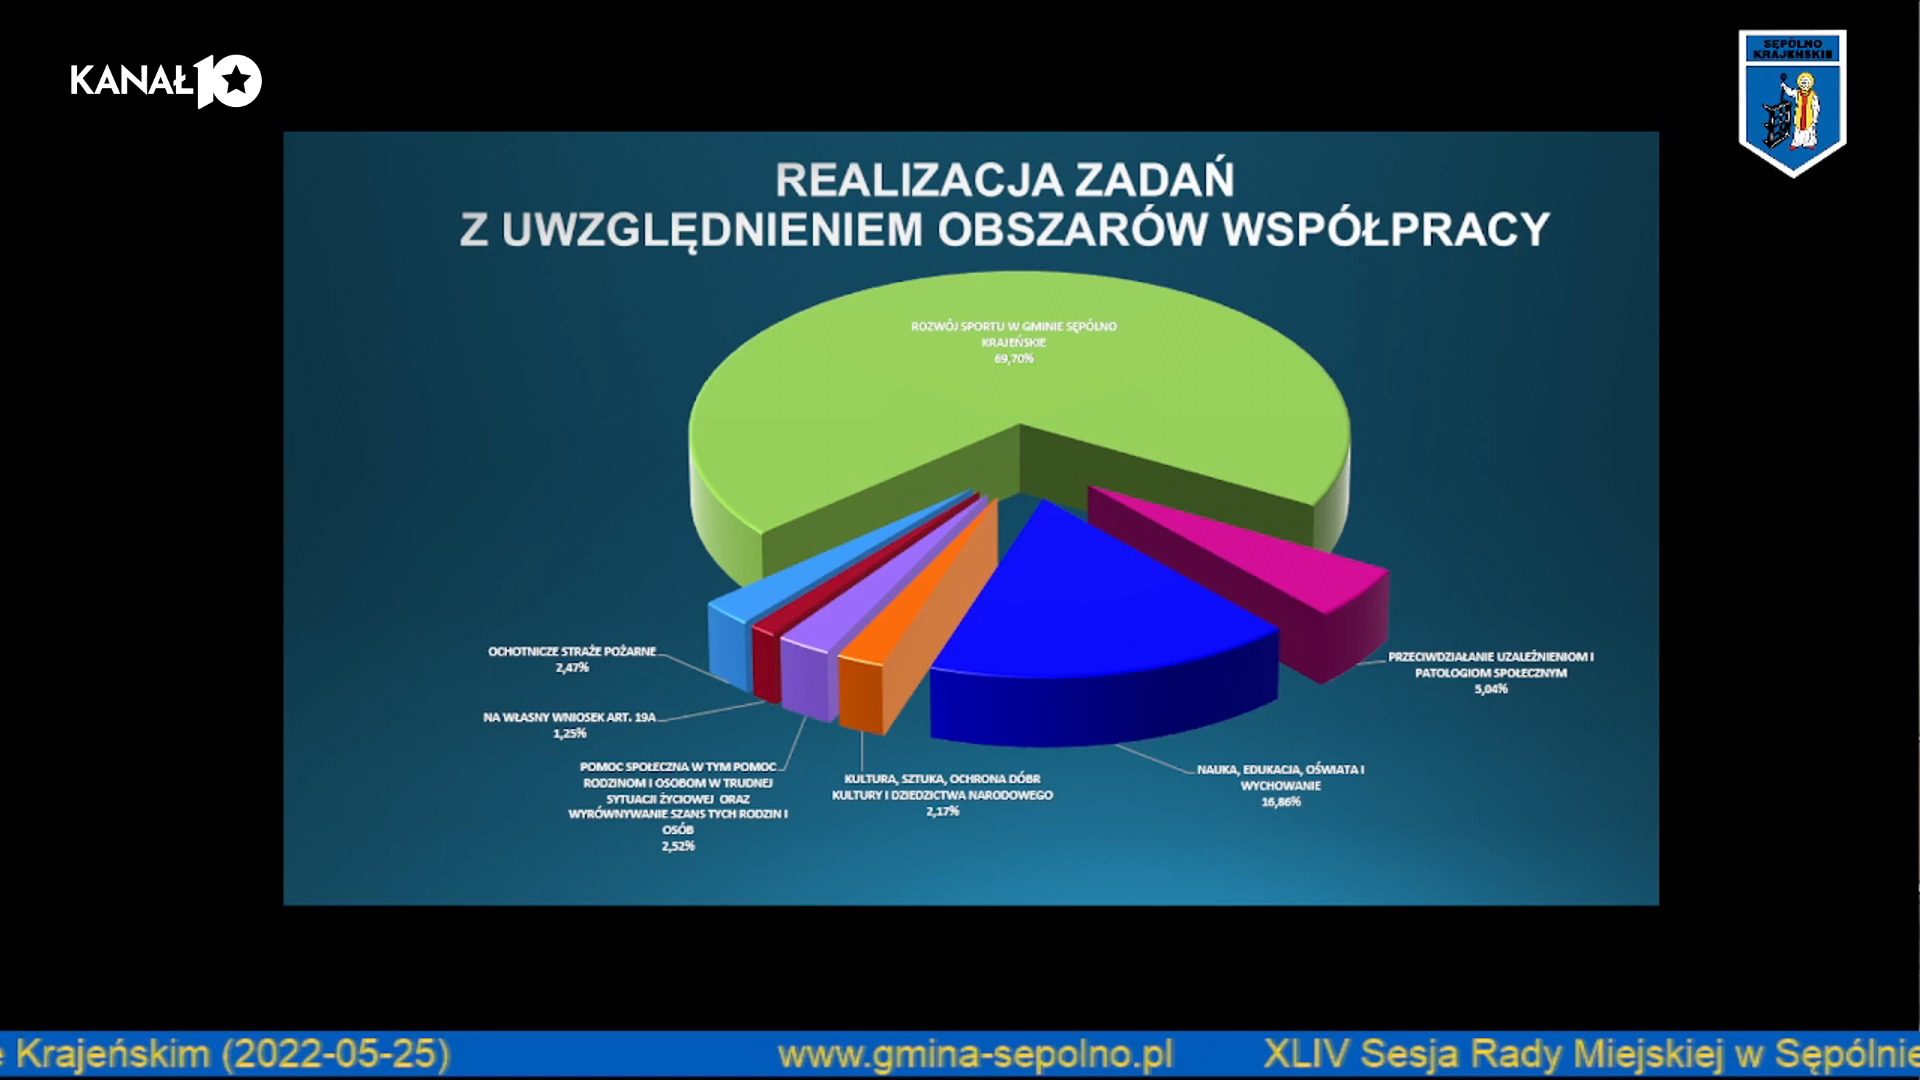 KANAŁ 10
SĘPÓLNO
KRAJEŃSKIE
REALIZACJA ZADAŃ
Z UWZGLĘDNIENIEM OBSZARÓW WSPÓŁPRACY
ROZWÓJ SPORTU W GMINIE SĘPÓLNO
KRAJEŃSKIE
69,70%
OCHOTNICZE STRAŻE POŻARNE
2,47%
NA WŁASNY WNIOSEK ART. 19A
1,25%
POMOC SPOŁECZNA W TYM POMOC
RODZINOM I OSOBOM W TRUDNEJ
SYTUACJI ŻYCIOWEJ ORAZ
WYRÓWNYWANIE SZANS TYCH RODZIN I
OSÓB
2,52%
KULTURA, SZTUKA, OCHRONA DÓBR
KULTURY I DZIEDZICTWA NARODOWEGO
2,17%
NAUKA, EDUKACJA, OŚWIATA I
WYCHOWANIE
16,86%
PRZECIWDZIAŁANIE UZALEŻNIENIOM I
PATOLOGIOM SPOŁECZNYM
5,04%
e Krajeńskim (2022-05-25) www.gmina-sepolno.pl XLIV Sesja Rady Miejskiej w Sępólnie